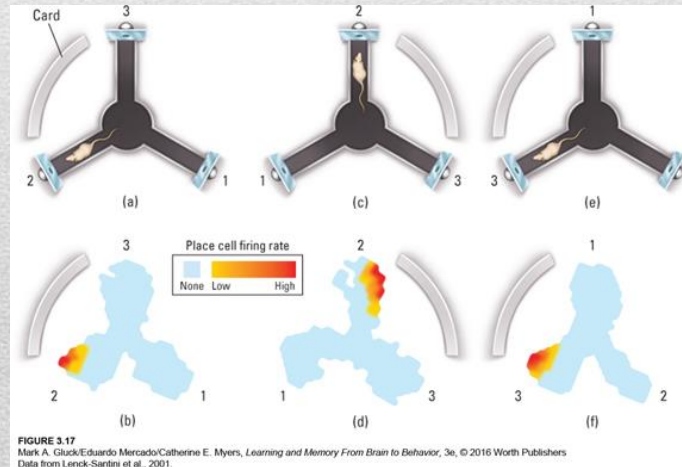 Card
3
2
1
2
1
(a)
1
3
(c)
3
2
(e)
3
Place cell firing rate
None Low High
2
1
2
1
(b)
1
3
(d)
3
2
(f)
FIGURE 3.17
Mark A. Gluck/Eduardo Mercado/Catherine E. Myers, Learning and Memory From Brain to Behavior, 3e, © 2016 Worth Publishers
Data from Lenck-Santini et al., 2001.